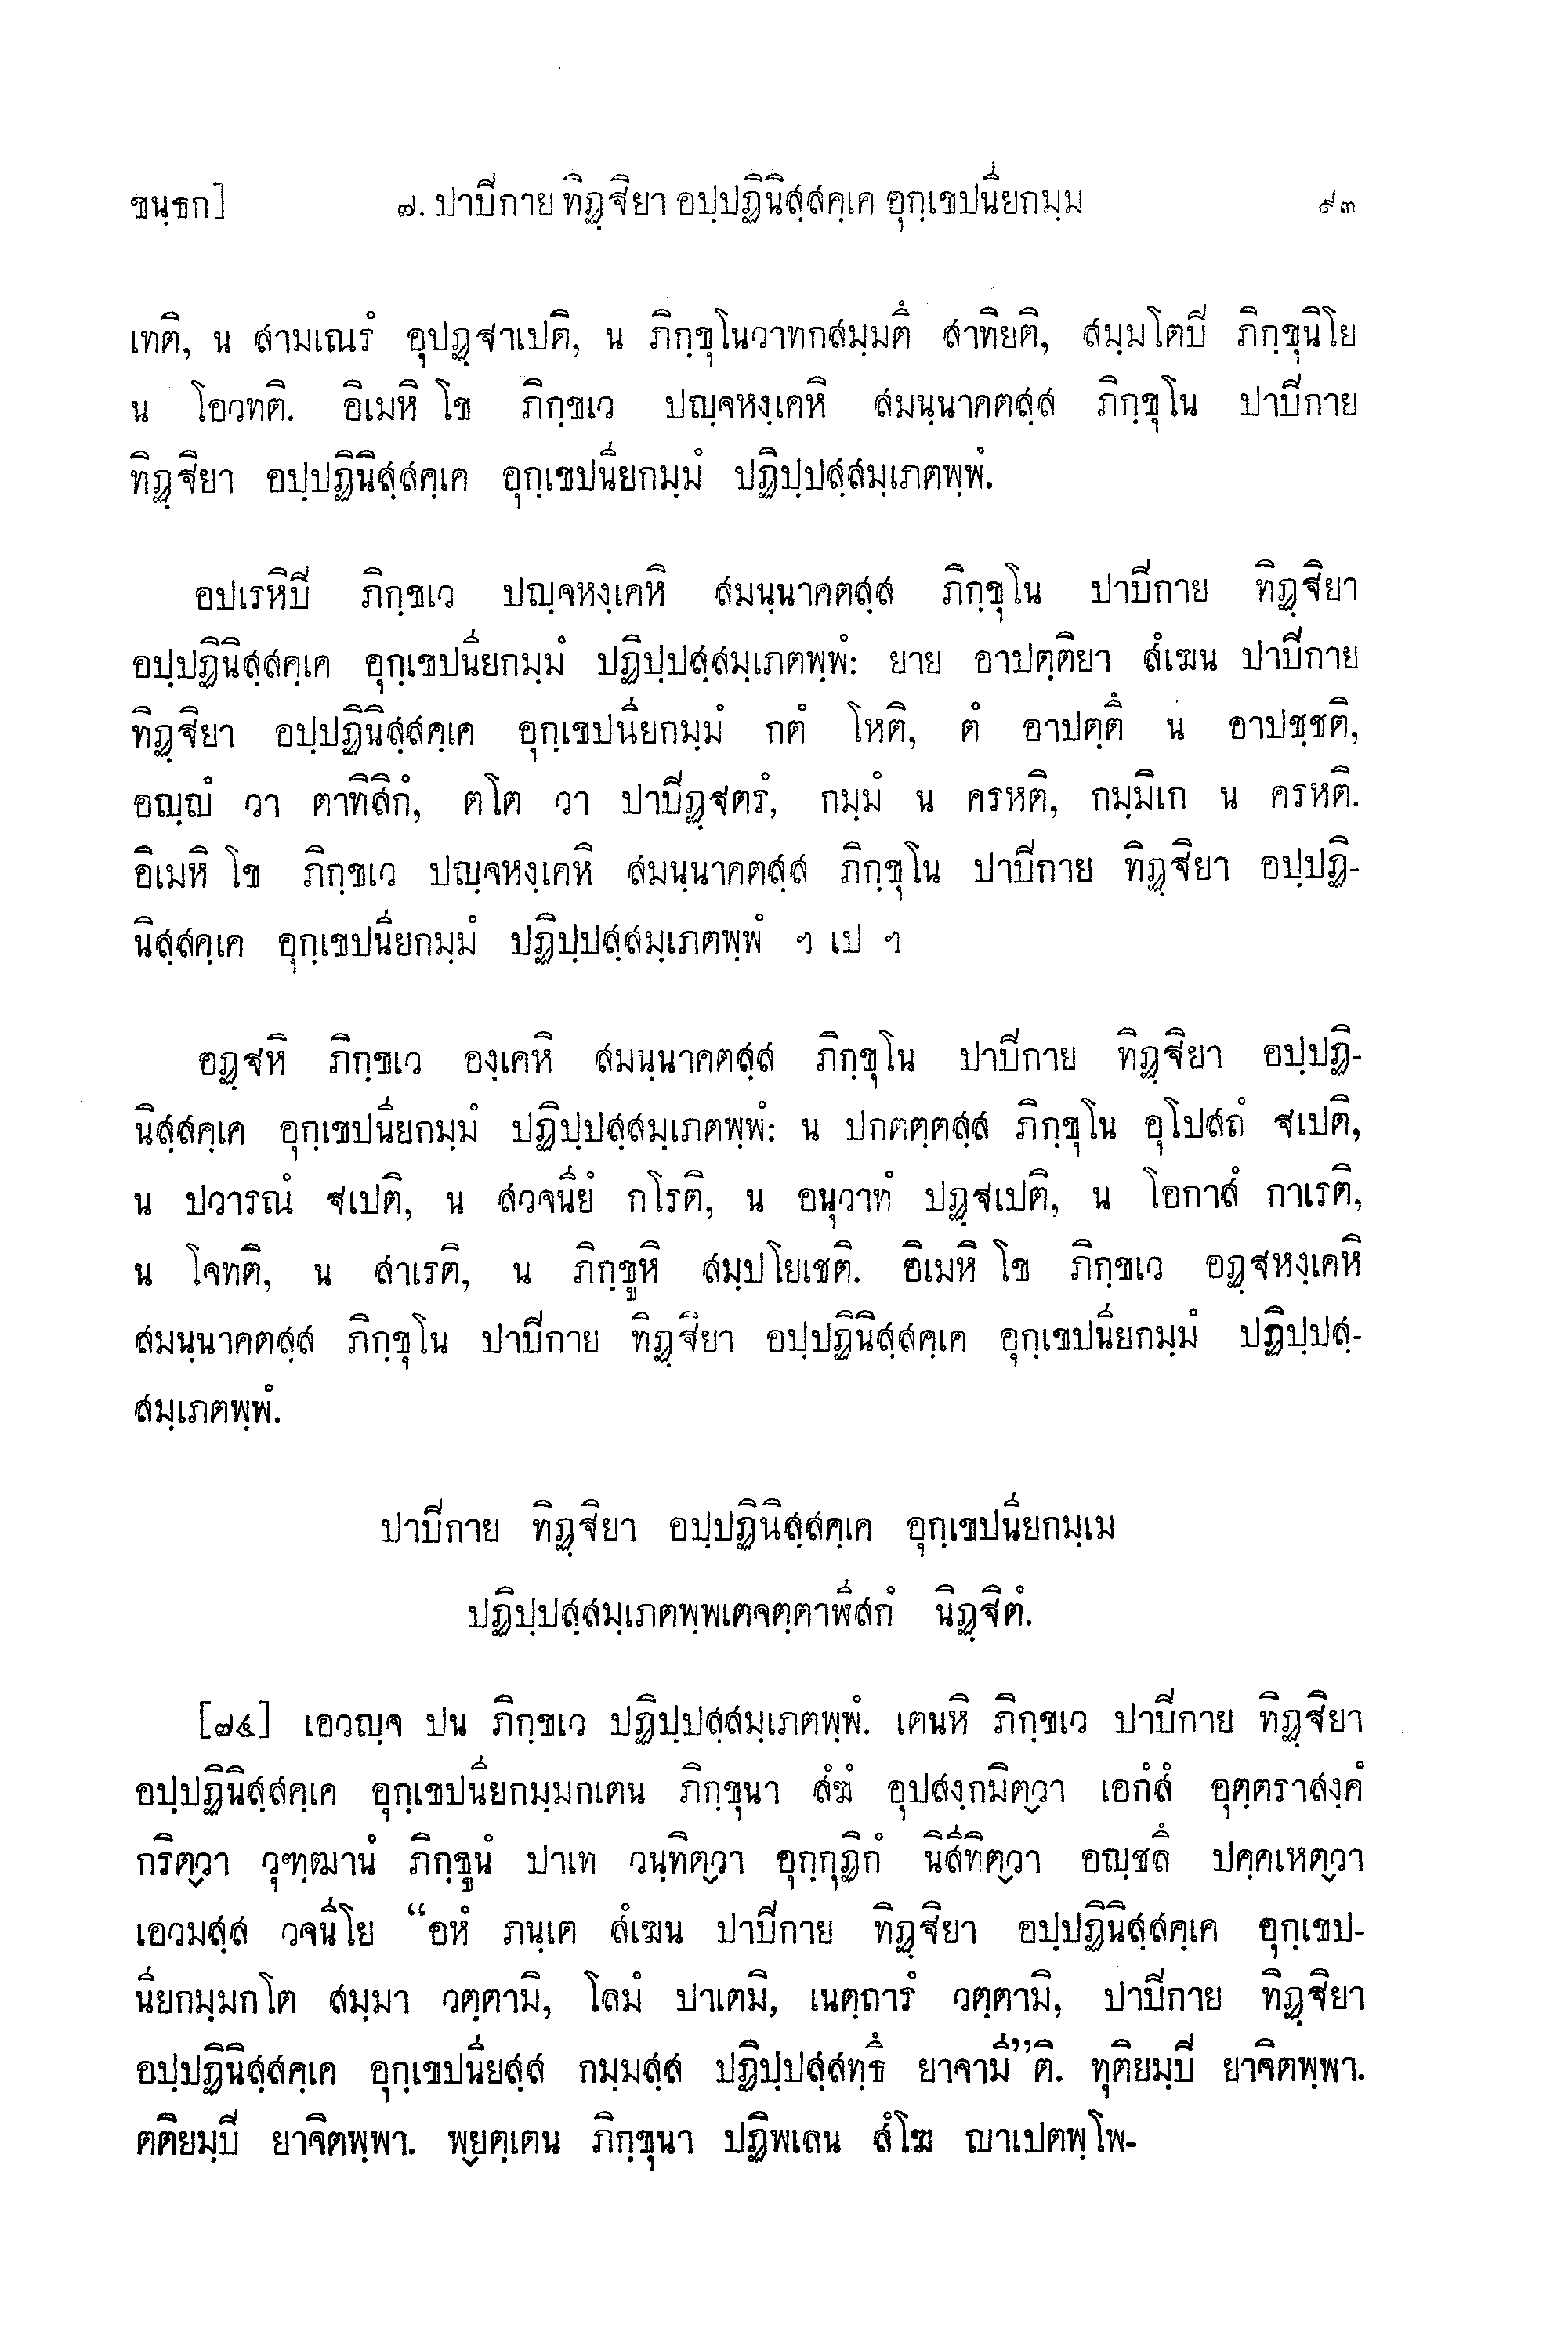 ขนฺธก] ๗. ปาปิกาย ทิฏฺฐิยา อปฺปฏินิสฺสคฺเค อุกฺเขปนียกมฺม ๙๓
เทติ, น สามเณรํ อุปฏฺฐาเปติ, น ภิกฺขุโนวาทกสมฺมตึ สาทิยติ, สมฺมโตปิ ภิกฺขุนิโย
น โอวทติ. อิเมหิ โข ภิกฺขเว ปญฺจหงฺเคหิ สมนฺนาคตสฺส ภิกฺขุโน ปาปิกาย
ทิฏฺฐิยา อปฺปฏินิสฺสคฺเค อุกฺเขปนียกมฺมํ ปฏิปฺปสฺสมฺเภตพฺพํ.
อปเรหิปิ ภิกฺขเว ปญฺจหงฺเคหิ สมนฺนาคตสฺส ภิกฺขุโน ปาปิกาย ทิฏฺฐิยา
อปฺปฏินิสฺสคฺเค อุกฺเขปนียกมฺมํ ปฏิปฺปสฺสมฺเภตพฺพํ: ยาย อาปตฺติยา สํเฆน ปาปิกาย
ทิฏฺฐิยา อปฺปฏินิสฺสคฺเค อุกฺเขปนียกมฺมํ กตํ โหติ, ตํ อาปตฺตึ น อาปชฺชติ,
อญฺญํ วา ตาทิสิกํ, ตโต วา ปาปิฏฺฐตรํ, กมฺมํ น ครหติ, กมฺมิเก น ครหติ.
อิเมหิ โข ภิกฺขเว ปญฺจหงฺเคหิ สมนฺนาคตสฺส ภิกฺขุโน ปาปิกาย ทิฏฺฐิยา อปฺปฏิ-
นิสฺสคฺเค อุกฺเขปนียกมฺมํ ปฏิปฺปสฺสมฺเภตพฺพํ ฯ เป ฯ
อฏฺฐหิ ภิกฺขเว องฺเคหิ สมนฺนาคตสฺส ภิกฺขุโน ปาปิกาย ทิฏฺฐิยา อปฺปฏิ-
นิสฺสคฺเค อุกฺเขปนียกมฺมํ ปฏิปฺปสฺสมฺเภตพฺพํ: น ปกตตฺตสฺส ภิกฺขุโน อุโปสถํ ฐเปติ,
น ปวารณํ ฐเปติ, น สวจนียํ กโรติ, น อนุวาทํ ปฏฺฐเปติ, น โอกาสํ กาเรติ,
น โจทติ, น สาเรติ, น ภิกฺขูหิ สมฺปโยเชติ. อิเมหิ โข ภิกฺขเว อฏฺฐหงฺเคหิ
สมนฺนาคตสฺส ภิกฺขุโน ปาปิกาย ทิฏฺฐิยา อปฺปฏินิสฺสคฺเค อุกฺเขปนียกมฺมํ ปฏิปฺปสฺ-
สมฺเภตพฺพํ.
ปาปิกาย ทิฏฺฐิยา อปฺปฏินิสฺสคฺเค อุกฺเขปนียกมฺเม
ปฏิปฺปสฺสมฺเภตพฺพเตจตฺตาฬีสกํ นิฏฺฐิตํ.
[๗๔] เอวญฺจ ปน ภิกฺขเว ปฏิปฺปสฺสมฺเภตพฺพํ. เตนหิ ภิกฺขเว ปาปิกาย ทิฏฺฐิยา
อปฺปฏินิสฺสคฺเค อุกฺเขปนียกมฺมกเตน ภิกฺขุนา สํฆํ อุปสงฺกมิตฺวา เอกํสํ อุตฺตราสงฺคํ
กริตฺวา วุฑฺฒานํ ภิกฺขูนํ ปาเท วนฺทิตฺวา อุกฺกุฏิกํ นิสีทิตฺวา อญฺชลึ ปคฺคเหตฺวา
เอวมสฺส วจนีโย “อหํ ภนฺเต สํเฆน ปาปิกาย ทิฏฺฐิยา อปฺปฏินิสฺสคฺเค อุกฺเขป-
นียกมฺมกโต สมฺมา วตฺตามิ, โลมํ ปาเตมิ, เนตฺถารํ วตฺตามิ, ปาปิกาย ทิฏฺฐิยา
อปฺปฏินิสฺสคฺเค อุกฺเขปนียสฺส กมฺมสฺส ปฏิปฺปสฺสทฺธึ ยาจามี”ติ. ทุติยมฺปิ ยาจิตพฺพา.
ตติยมฺปิ ยาจิตพฺพา. พฺยตฺเตน ภิกฺขุนา ปฏิพเลน สํโฆ ญาเปตพฺโพ-